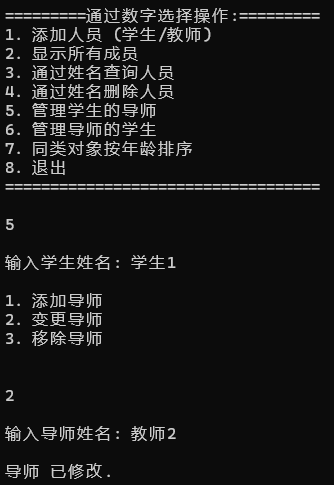 =========通过数字选择操作:=========
1. 添加人员 (学生/教师)
2. 显示所有成员
3. 通过姓名查询人员
4. 通过姓名删除人员
5. 管理学生的导师
6. 管理导师的学生
7. 同类对象按年龄排序
8. 退出
===================================
5
输入学生姓名: 学生1
1. 添加导师
2. 变更导师
3. 移除导师
2
输入导师姓名: 教师2
导师 已修改.